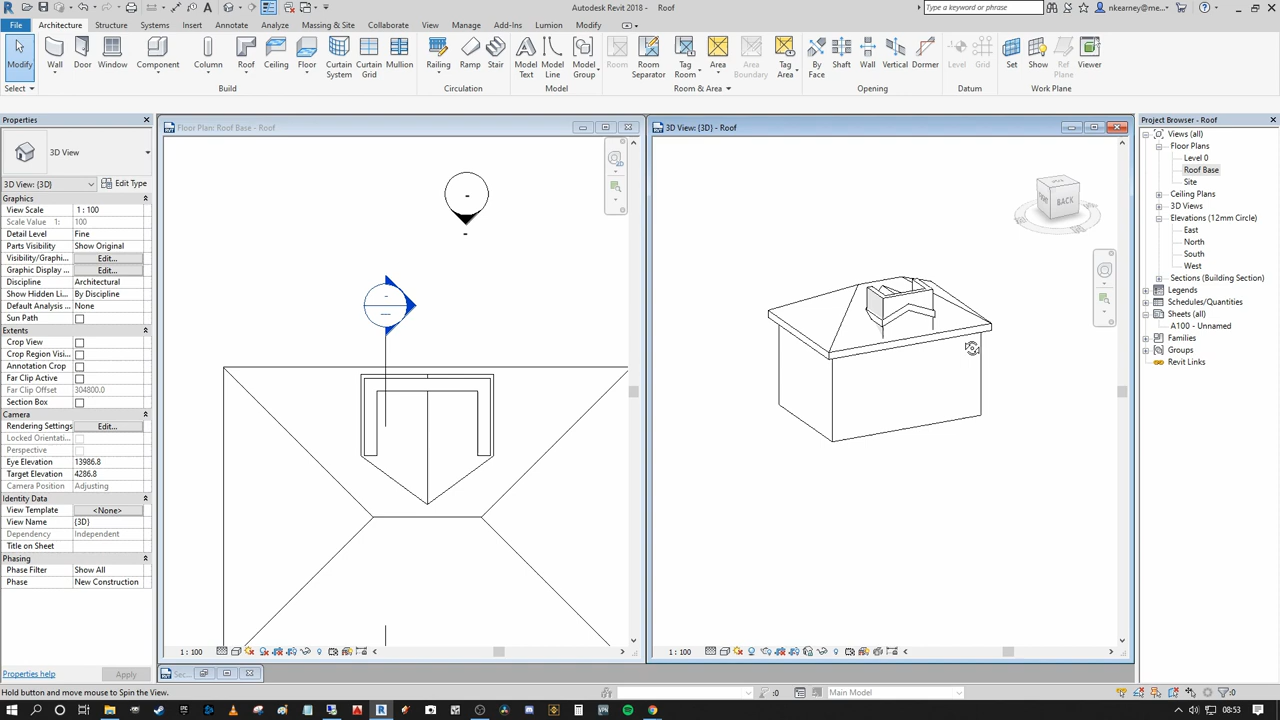 Autodesk Revit 2018 -    Roof
Type a keyword or phrase
nkearney@me...
File Architecture Structure Systems Insert Annotate Analyze Massing & Site Collaborate View Manage Add-Ins Lumion Modify
Modify Wall Door Window Component Column Roof Ceiling Floor Curtain System Curtain Grid Mullion Railing Ramp Stair Model Text Model Line Model Group Room Room Separator Tag Room Area Area Boundary Tag Area By Face Shaft Wall Vertical Dormer Level Grid Set Show Ref Plane Viewer
Select Build Circulation Model Room & Area Opening Datum Work Plane
Properties
3D View
3D View: {3D} Edit Type
Graphics
View Scale 1 : 100
Scale Value 1: 100
Detail Level Fine
Parts Visibility Show Original
Visibility/Graphi... Edit...
Graphic Display ... Edit...
Discipline Architectural
Show Hidden Li... By Discipline
Default Analysis ... None
Sun Path
Extents
Crop View
Crop Region Visi...
Annotation Crop
Far Clip Active
Far Clip Offset 304800.0
Section Box
Camera
Rendering Settings Edit...
Locked Orientati...
Perspective
Eye Elevation 13986.8
Target Elevation 4286.8
Camera Position Adjusting
Identity Data
View Template <None>
View Name {3D}
Dependency Independent
Title on Sheet
Phasing
Phase Filter Show All
Phase New Construction
Properties help Apply
Floor Plan: Roof Base - Roof
2D
1 : 100
Sec...
3D View: {3D} - Roof
BACK
1 : 100
Project Browser - Roof
Views (all)
Floor Plans
Level 0
Roof Base
Site
Ceiling Plans
3D Views
Elevations (12mm Circle)
East
North
South
West
Sections (Building Section)
Legends
Schedules/Quantities
Sheets (all)
A100 - Unnamed
Families
Groups
Revit Links
Hold button and move mouse to Spin the View.
:0
Main Model
:0
08:53